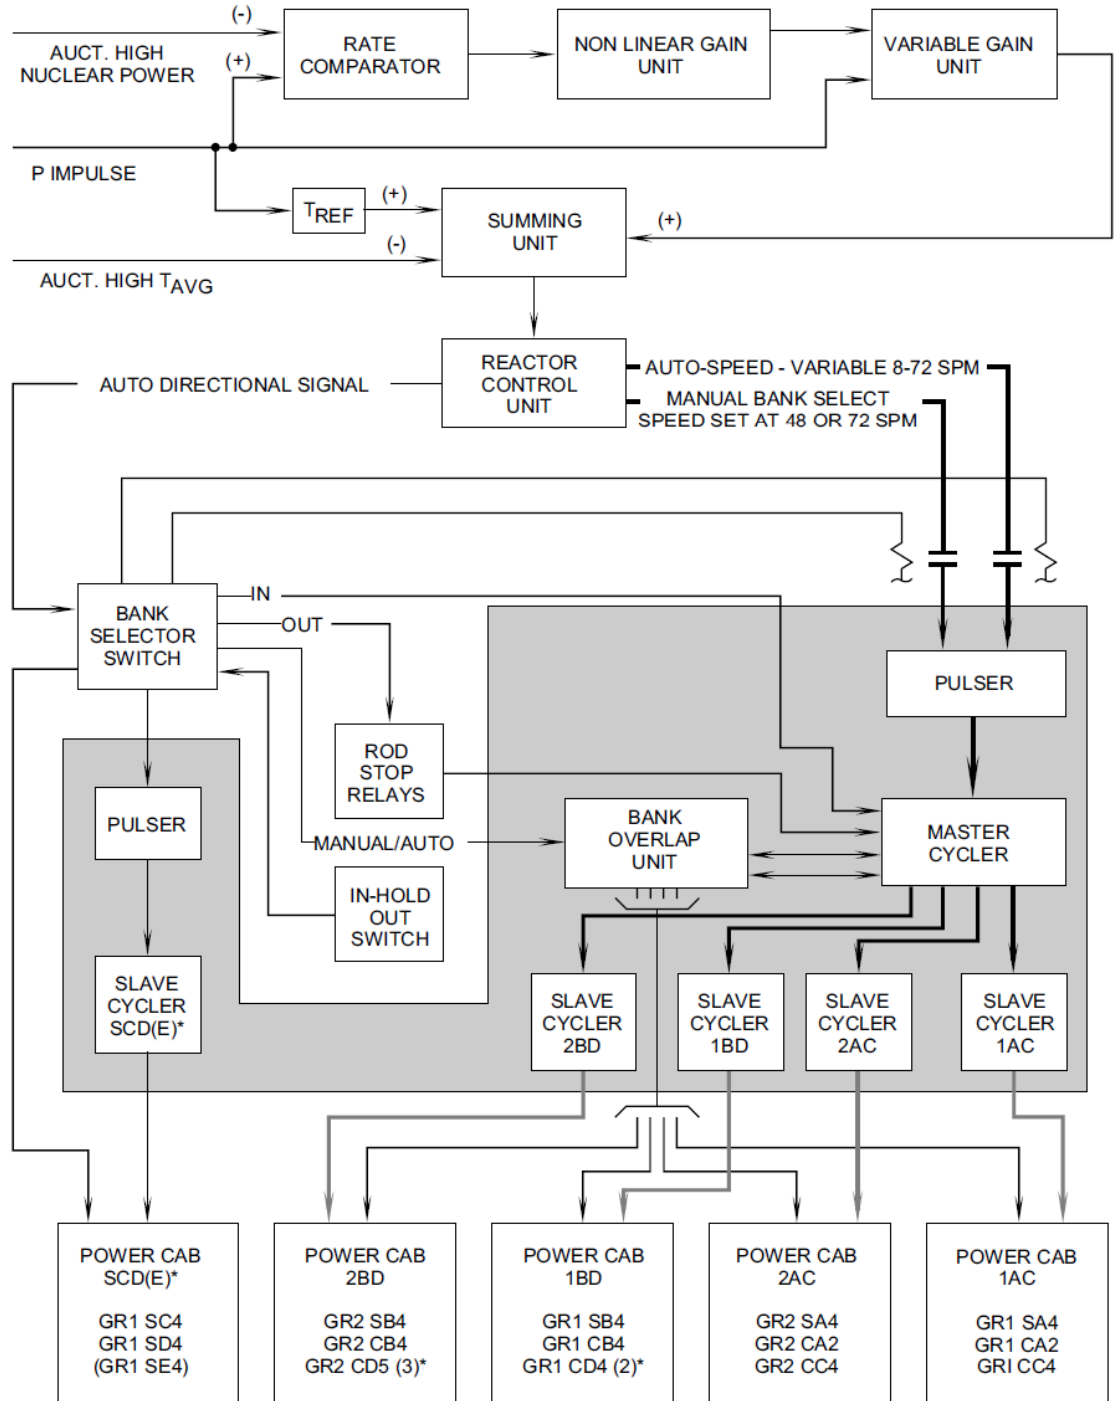 (-)
AUCT. HIGH
NUCLEAR POWER
(+)
RATE
COMPARATOR
NON LINEAR GAIN
UNIT
VARIABLE GAIN
UNIT
P IMPULSE
TREF
(+)
SUMMING
UNIT
(+)
(-)
AUCT. HIGH TAVG
REACTOR
CONTROL
UNIT
AUTO DIRECTIONAL SIGNAL
AUTO-SPEED - VARIABLE 8-72 SPM
MANUAL BANK SELECT
SPEED SET AT 48 OR 72 SPM
BANK
SELECTOR
SWITCH
IN
OUT
PULSER
ROD
STOP
RELAYS
PULSER
MANUAL/AUTO
BANK
OVERLAP
UNIT
MASTER
CYCLER
IN-HOLD
OUT
SWITCH
SLAVE
CYCLER
SCD(E)*
SLAVE
CYCLER
2BD
SLAVE
CYCLER
1BD
SLAVE
CYCLER
2AC
SLAVE
CYCLER
1AC
POWER CAB
SCD(E)*
GR1 SC4
GR1 SD4
(GR1 SE4)
POWER CAB
2BD
GR2 SB4
GR2 CB4
GR2 CD5 (3)*
POWER CAB
1BD
GR1 SB4
GR1 CB4
GR1 CD4 (2)*
POWER CAB
2AC
GR2 SA4
GR2 CA2
GR2 CC4
POWER CAB
1AC
GR1 SA4
GR1 CA2
GRI CC4